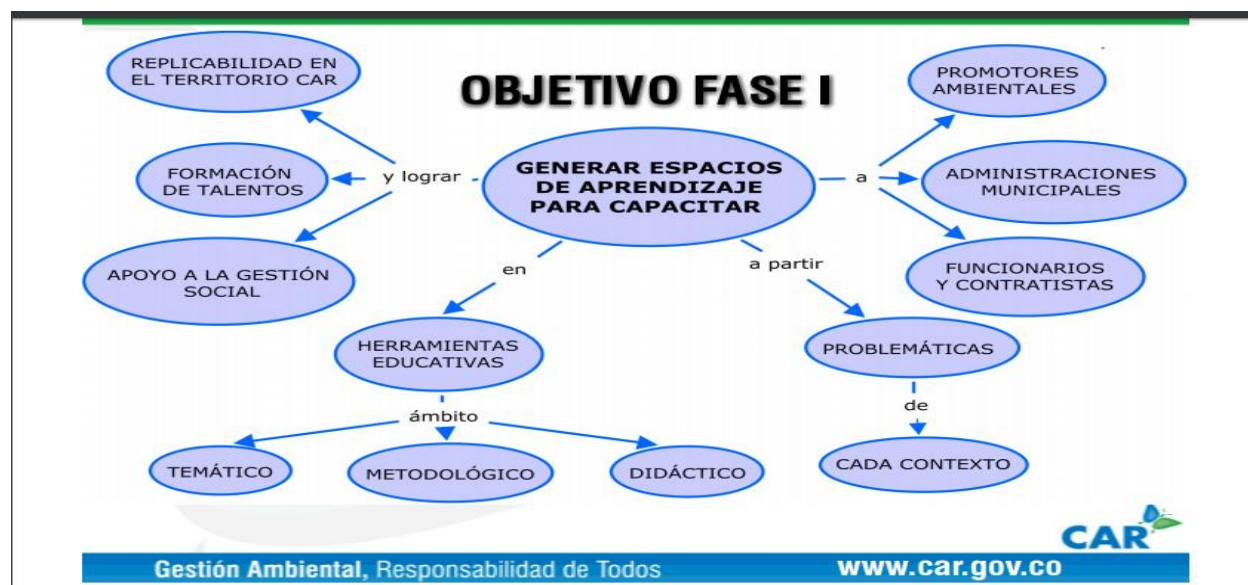 OBJETIVO FASE I
REPLICABILIDAD EN
EL TERRITORIO CAR
PROMOTORES
AMBIENTALES
GENERAR ESPACIOS
DE APRENDIZAJE
PARA CAPACITAR
FORMACIÓN
DE TALENTOS
y lograr
a
ADMINISTRACIONES
MUNICIPALES
APOYO A LA GESTIÓN
SOCIAL
en
a partir
FUNCIONARIOS
Y CONTRATISTAS
HERRAMIENTAS
EDUCATIVAS
PROBLEMÁTICAS
ámbito
de
TEMÁTICO
METODOLÓGICO
DIDÁCTICO
CADA CONTEXTO
CAR
Gestión Ambiental, Responsabilidad de Todos
www.car.gov.co